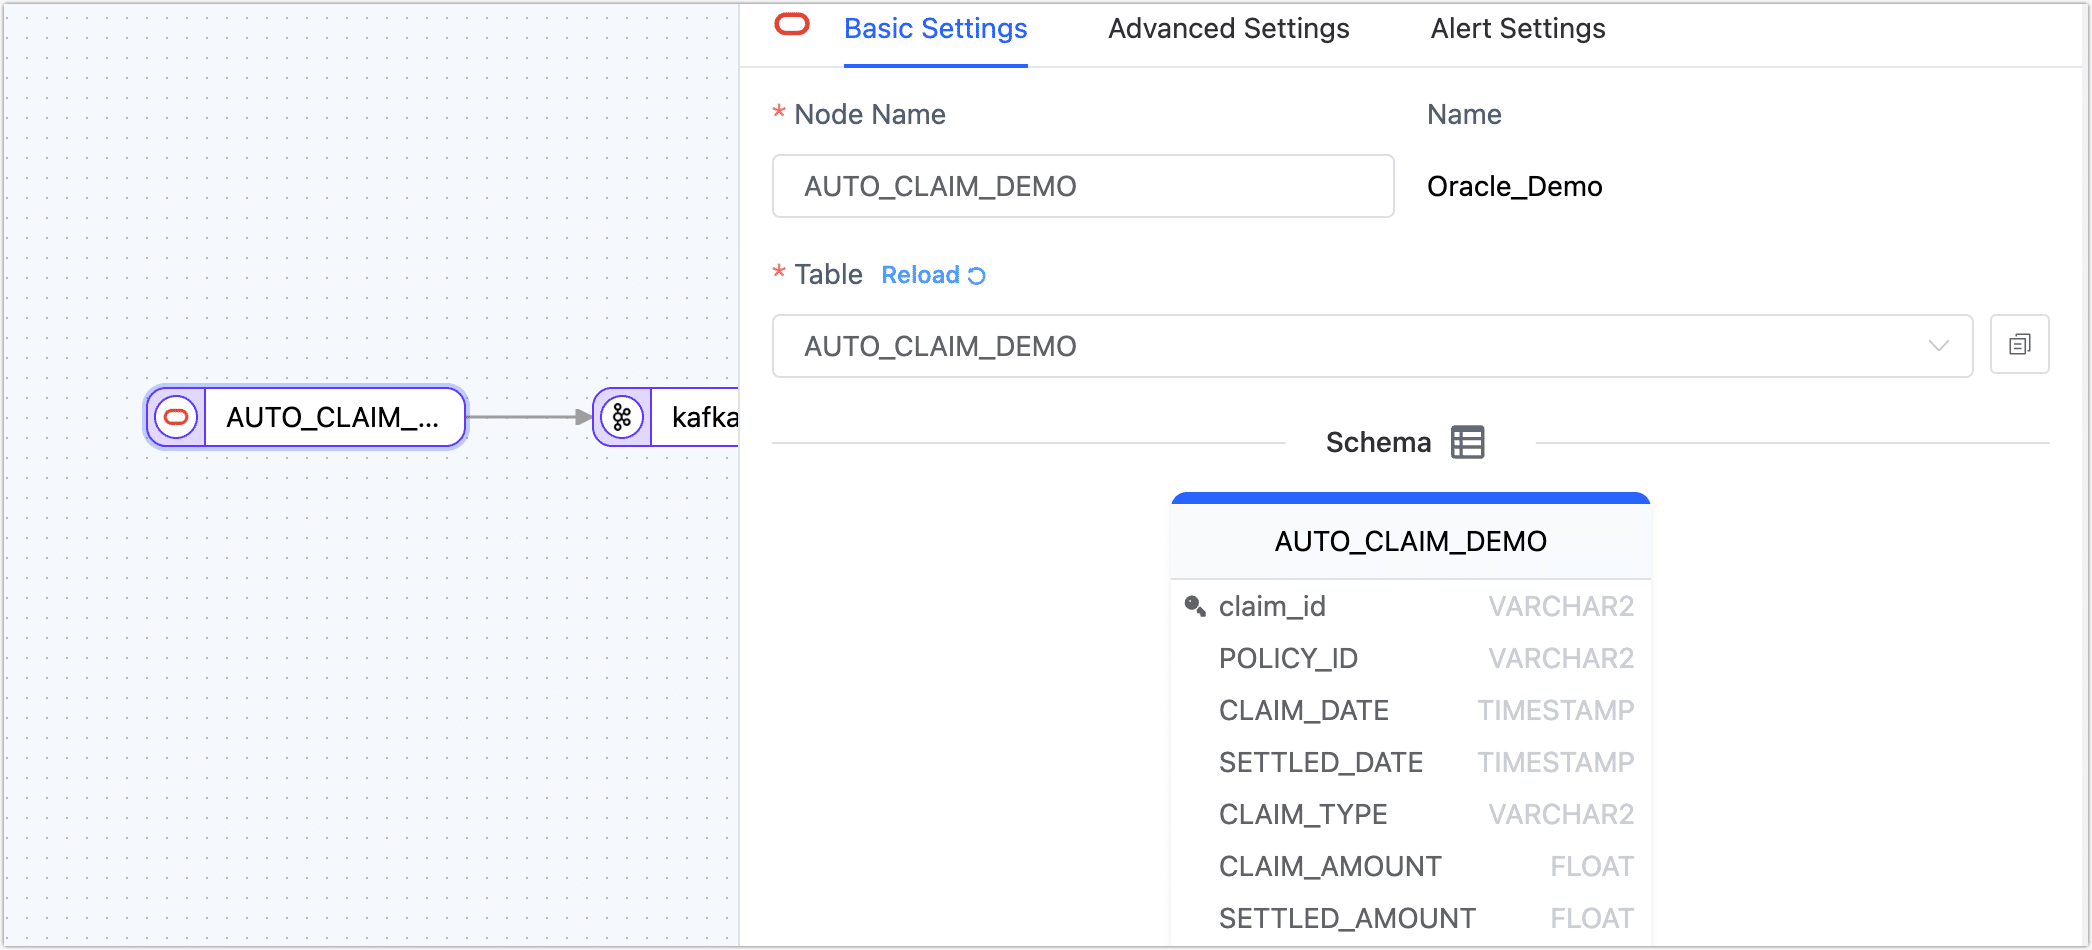 Basic Settings Advanced Settings Alert Settings
* Node Name Name
AUTO_CLAIM_DEMO Oracle_Demo
* Table Reload
AUTO_CLAIM_DEMO
AUTO_CLAIM_... kafka
Schema
AUTO_CLAIM_DEMO
claim_id VARCHAR2
POLICY_ID VARCHAR2
CLAIM_DATE TIMESTAMP
SETTLED_DATE TIMESTAMP
CLAIM_TYPE VARCHAR2
CLAIM_AMOUNT FLOAT
SETTLED_AMOUNT FLOAT